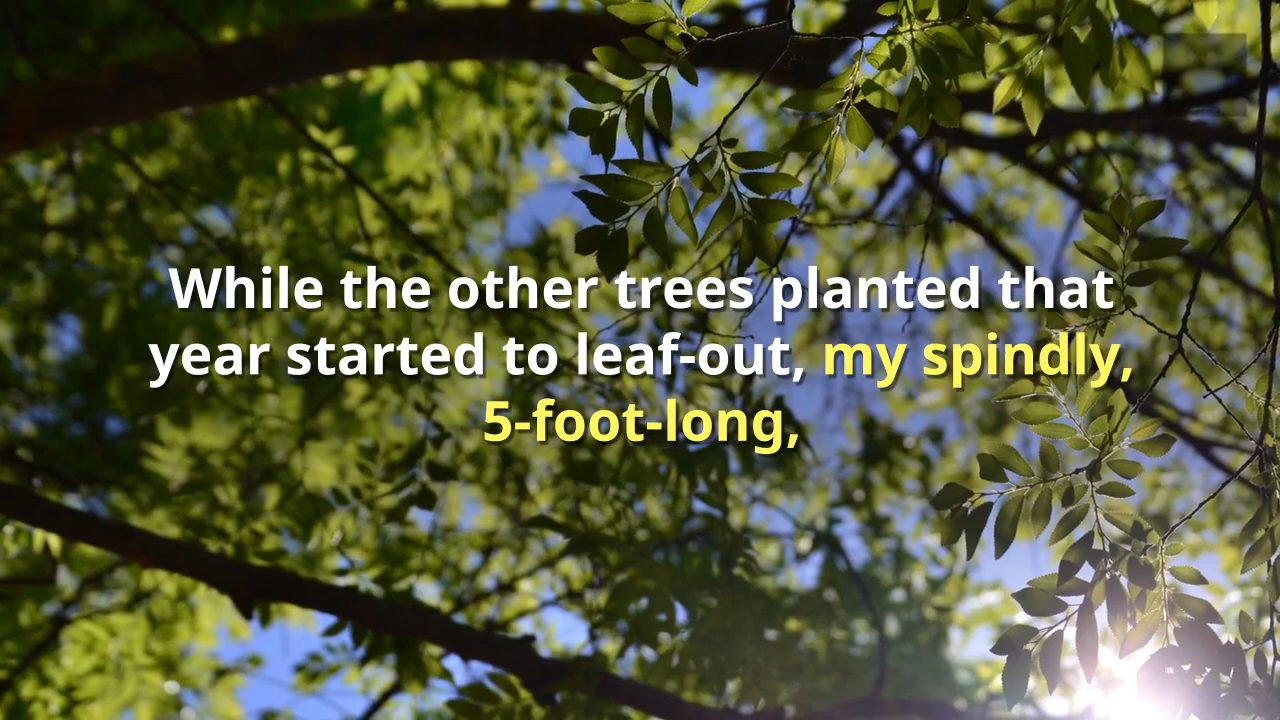 While the other trees planted that
year started to leaf-out, my spindly,
5-foot-long,